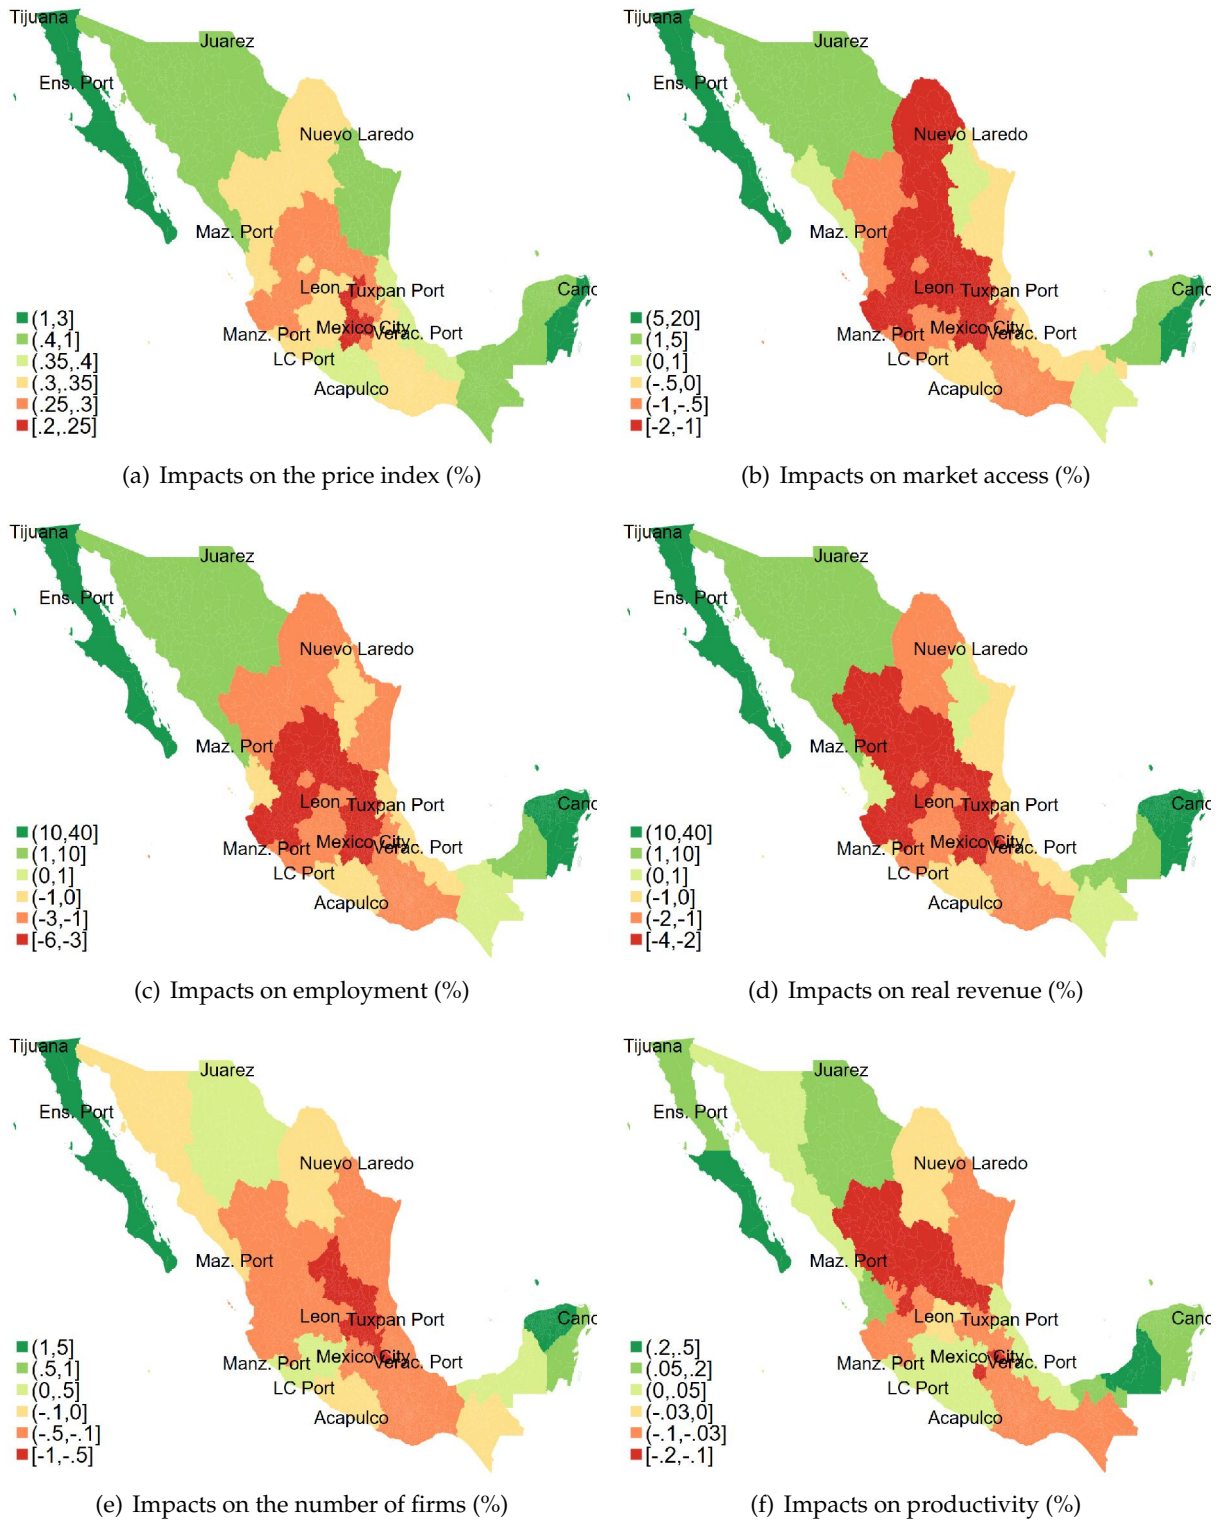 Tijuana
Juarez
Ens. Port
Nuevo Laredo
Maz. Port
Leon
Tuxpan Port
Canc
Manz. Port
Mexico City
Verac. Port
LC Port
Acapulco
(1,3]
(.4,1]
(.35,.4]
(.3,.35]
(.25,.3]
[.2,.25]
(a) Impacts on the price index (%)
Tijuana
Juarez
Ens. Port
Nuevo Laredo
Maz. Port
Leon
Tuxpan Port
Canc
Manz. Port
Mexico City
Verac. Port
LC Port
Acapulco
(5,20]
(1,5]
(0,1]
(-.5,0]
(-1,-.5]
[-2,-1]
(b) Impacts on market access (%)
Tijuana
Juarez
Ens. Port
Nuevo Laredo
Maz. Port
Leon
Tuxpan Port
Canc
Manz. Port
Mexico City
Verac. Port
LC Port
Acapulco
(10,40]
(1,10]
(0,1]
(-1,0]
(-3,-1]
[-6,-3]
(c) Impacts on employment (%)
Tijuana
Juarez
Ens. Port
Nuevo Laredo
Maz. Port
Leon
Tuxpan Port
Canc
Manz. Port
Mexico City
Verac. Port
LC Port
Acapulco
(10,40]
(1,10]
(0,1]
(-1,0]
(-2,-1]
[-4,-2]
(d) Impacts on real revenue (%)
Tijuana
Juarez
Ens. Port
Nuevo Laredo
Maz. Port
Leon
Tuxpan Port
Canc
Manz. Port
Mexico City
Verac. Port
LC Port
Acapulco
(1,5]
(.5,1]
(0,.5]
(-.1,0]
(-.5,-.1]
[-1,-.5]
(e) Impacts on the number of firms (%)
Tijuana
Juarez
Ens. Port
Nuevo Laredo
Maz. Port
Leon
Tuxpan Port
Canc
Manz. Port
Mexico City
Verac. Port
LC Port
Acapulco
(.2,.5]
(.05,.2]
(0,.05]
(-.03,0]
(-.1,-.03]
[-.2,-.1]
(f) Impacts on productivity (%)